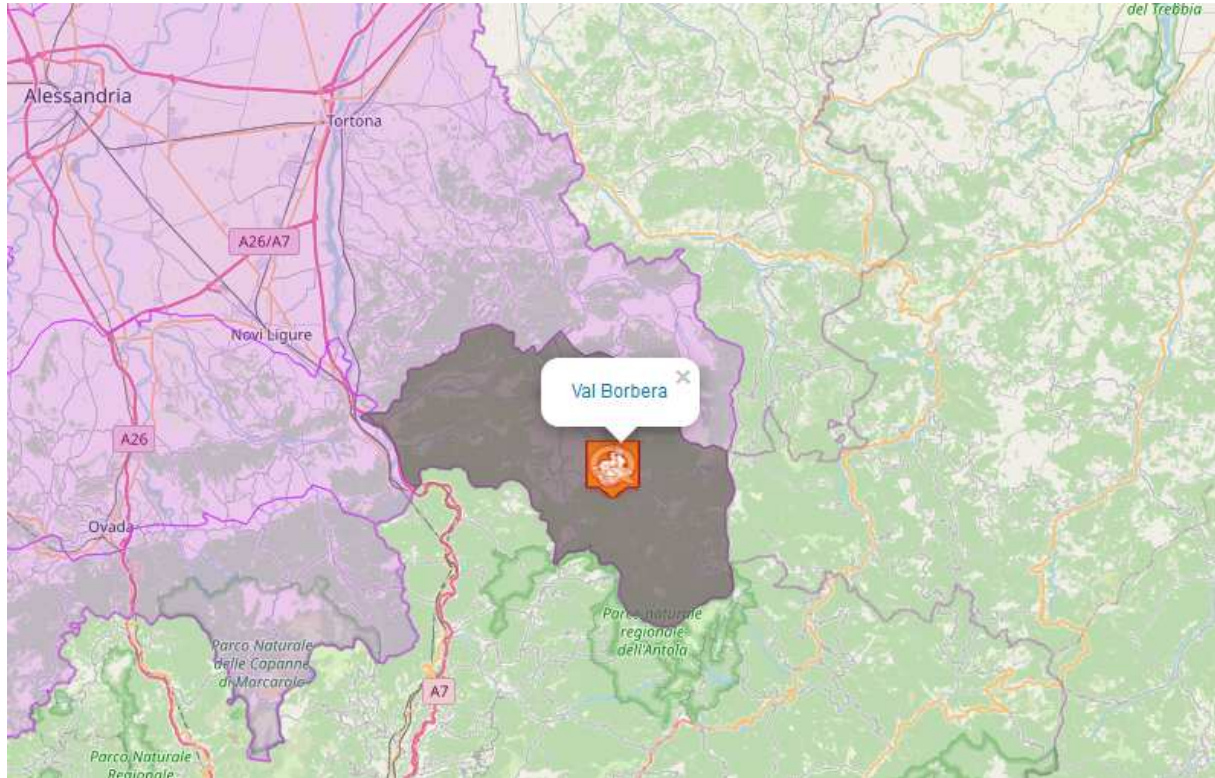 del Trebbia
Alessandria
Tortona
A26/A7
Novi Ligure
Val Borbera
×
A26
Ovada
Parco naturale
regionale
dell'Antola
Parco Naturale
delle Capanne
di Marcarolo
A7
Parco Naturale
Regionale